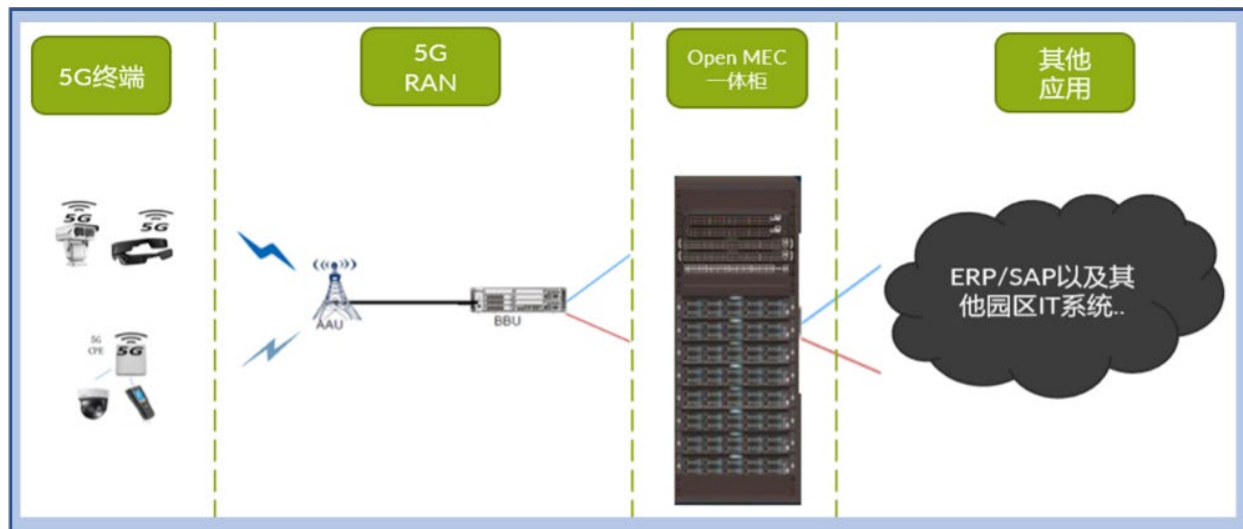 5G终端
5G
RAN
Open MEC
一体柜
其他
应用
5G
5G
5G
CPE
5G
AAU
BBU
ERP/SAP以及其
他园区IT系统..